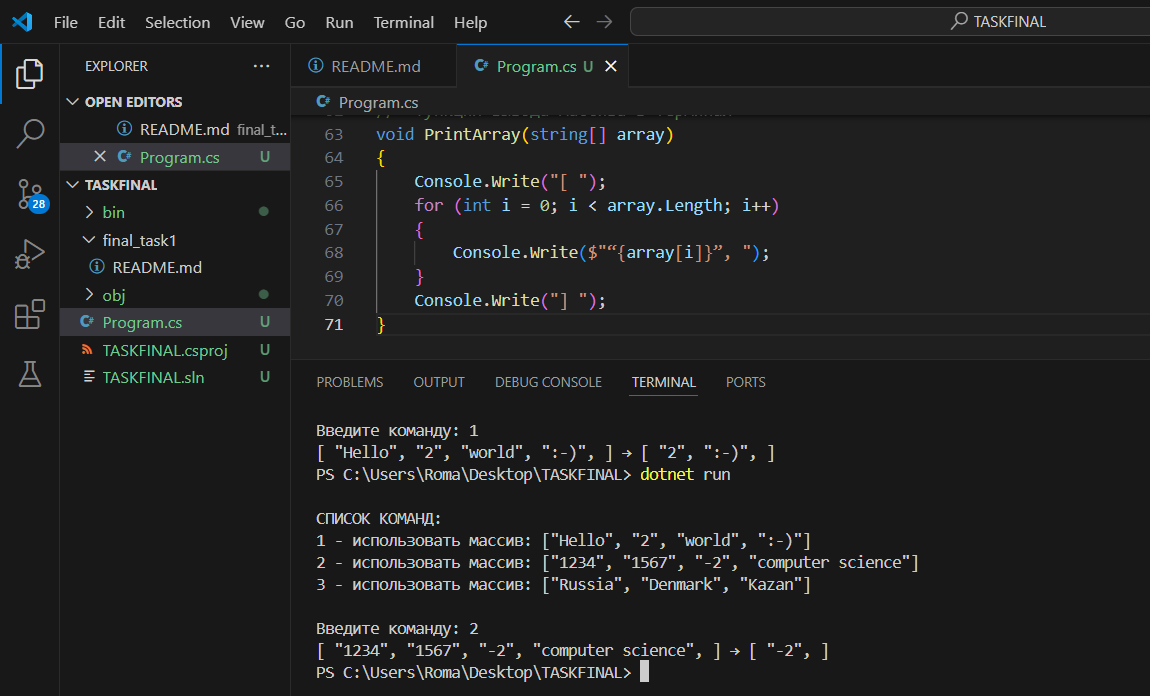 File Edit Selection View Go Run Terminal Help ← → TASKFINAL
EXPLORER ...
README.md
Program.cs U
OPEN EDITORS
README.md final_t...
Program.cs U
TASKFINAL
bin
final_task1
README.md
obj
Program.cs U
TASKFINAL.csproj U
TASKFINAL.sln U
28
Program.cs
63 void PrintArray(string[] array)
64 {
65 Console.Write("[ ");
66 for (int i = 0; i < array.Length; i++)
67 {
68 Console.Write($"“{array[i]}”, ");
69 }
70 Console.Write("] ");
71 }
PROBLEMS OUTPUT DEBUG CONSOLE TERMINAL PORTS
Введите команду: 1
[ "Hello", "2", "world", ":-)", ] → [ "2", ":-)", ]
PS C:\Users\Roma\Desktop\TASKFINAL> dotnet run
СПИСОК КОМАНД:
1 - использовать массив: ["Hello", "2", "world", ":-)"]
2 - использовать массив: ["1234", "1567", "-2", "computer science"]
3 - использовать массив: ["Russia", "Denmark", "Kazan"]
Введите команду: 2
[ "1234", "1567", "-2", "computer science", ] → [ "-2", ]
PS C:\Users\Roma\Desktop\TASKFINAL>